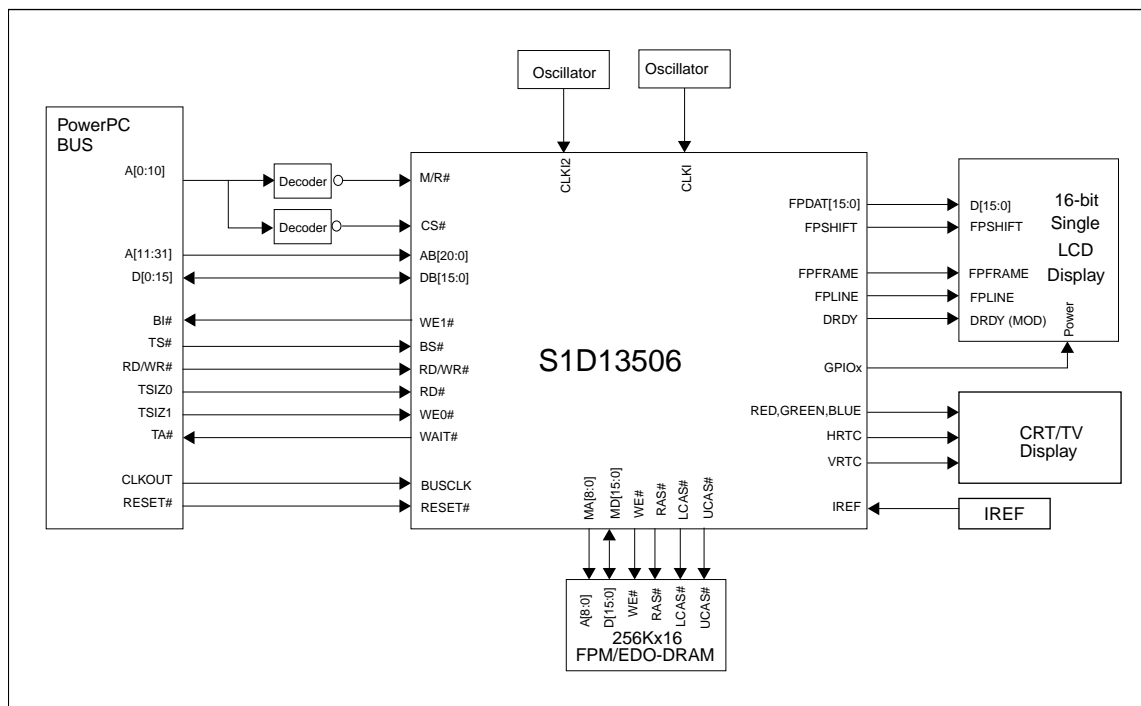 Oscillator
Oscillator
PowerPC
BUS
A[0:10]
Decoder
M/R#
Decoder
CS#
A[11:31]
AB[20:0]
D[0:15]
DB[15:0]
BI#
WE1#
TS#
BS#
RD/WR#
RD/WR#
TSIZ0
RD#
TSIZ1
WE0#
TA#
WAIT#
CLKOUT
BUSCLK
RESET#
RESET#
CLKI2
CLKI
S1D13506
FPDAT[15:0]
D[15:0]
FPSHIFT
FPSHIFT
FPFRAME
FPFRAME
FPLINE
FPLINE
DRDY
DRDY (MOD)
16-bit
Single
LCD
Display
Power
GPIOx
RED,GREEN,BLUE
HRTC
VRTC
CRT/TV
Display
IREF
IREF
MA[8:0]
MD[15:0]
WE#
RAS#
LCAS#
UCAS#
A[8:0]
D[15:0]
WE#
RAS#
LCAS#
UCAS#
256Kx16
FPM/EDO-DRAM